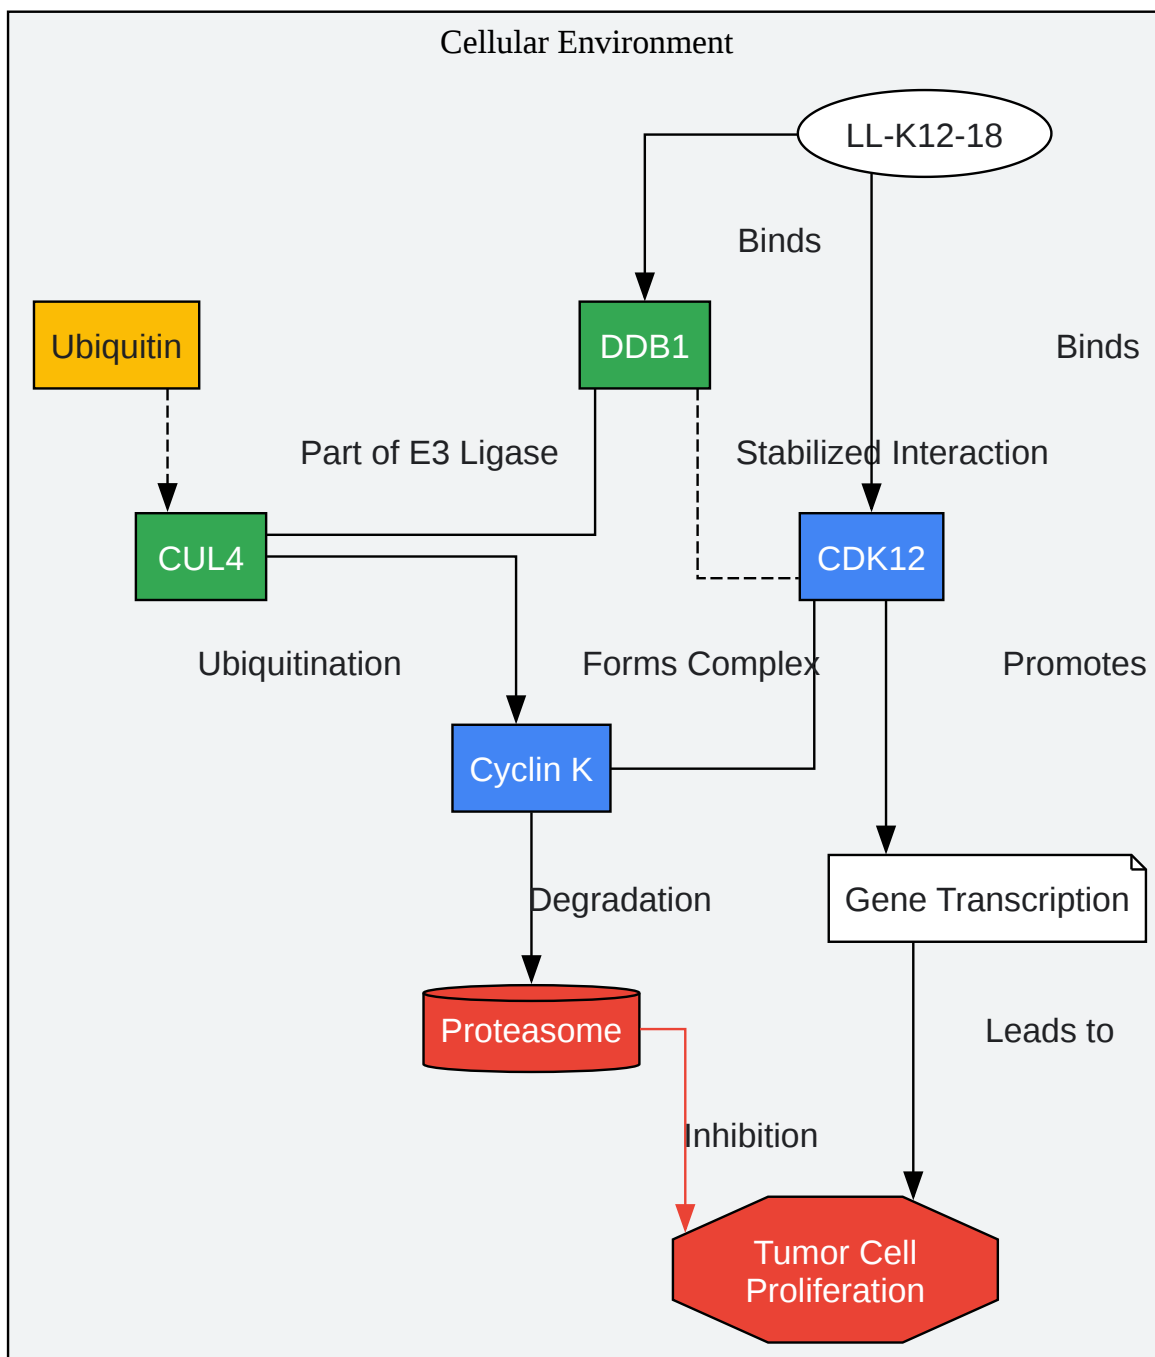 Cellular Environment
LL-K12-18
Binds
Ubiquitin
DDB1
Binds
Part of E3 Ligase
Stabilized Interaction
CUL4
CDK12
Ubiquitination
Forms Complex
Promotes
Cyclin K
Degradation
Gene Transcription
Proteasome
Leads to
Inhibition
Tumor Cell
Proliferation